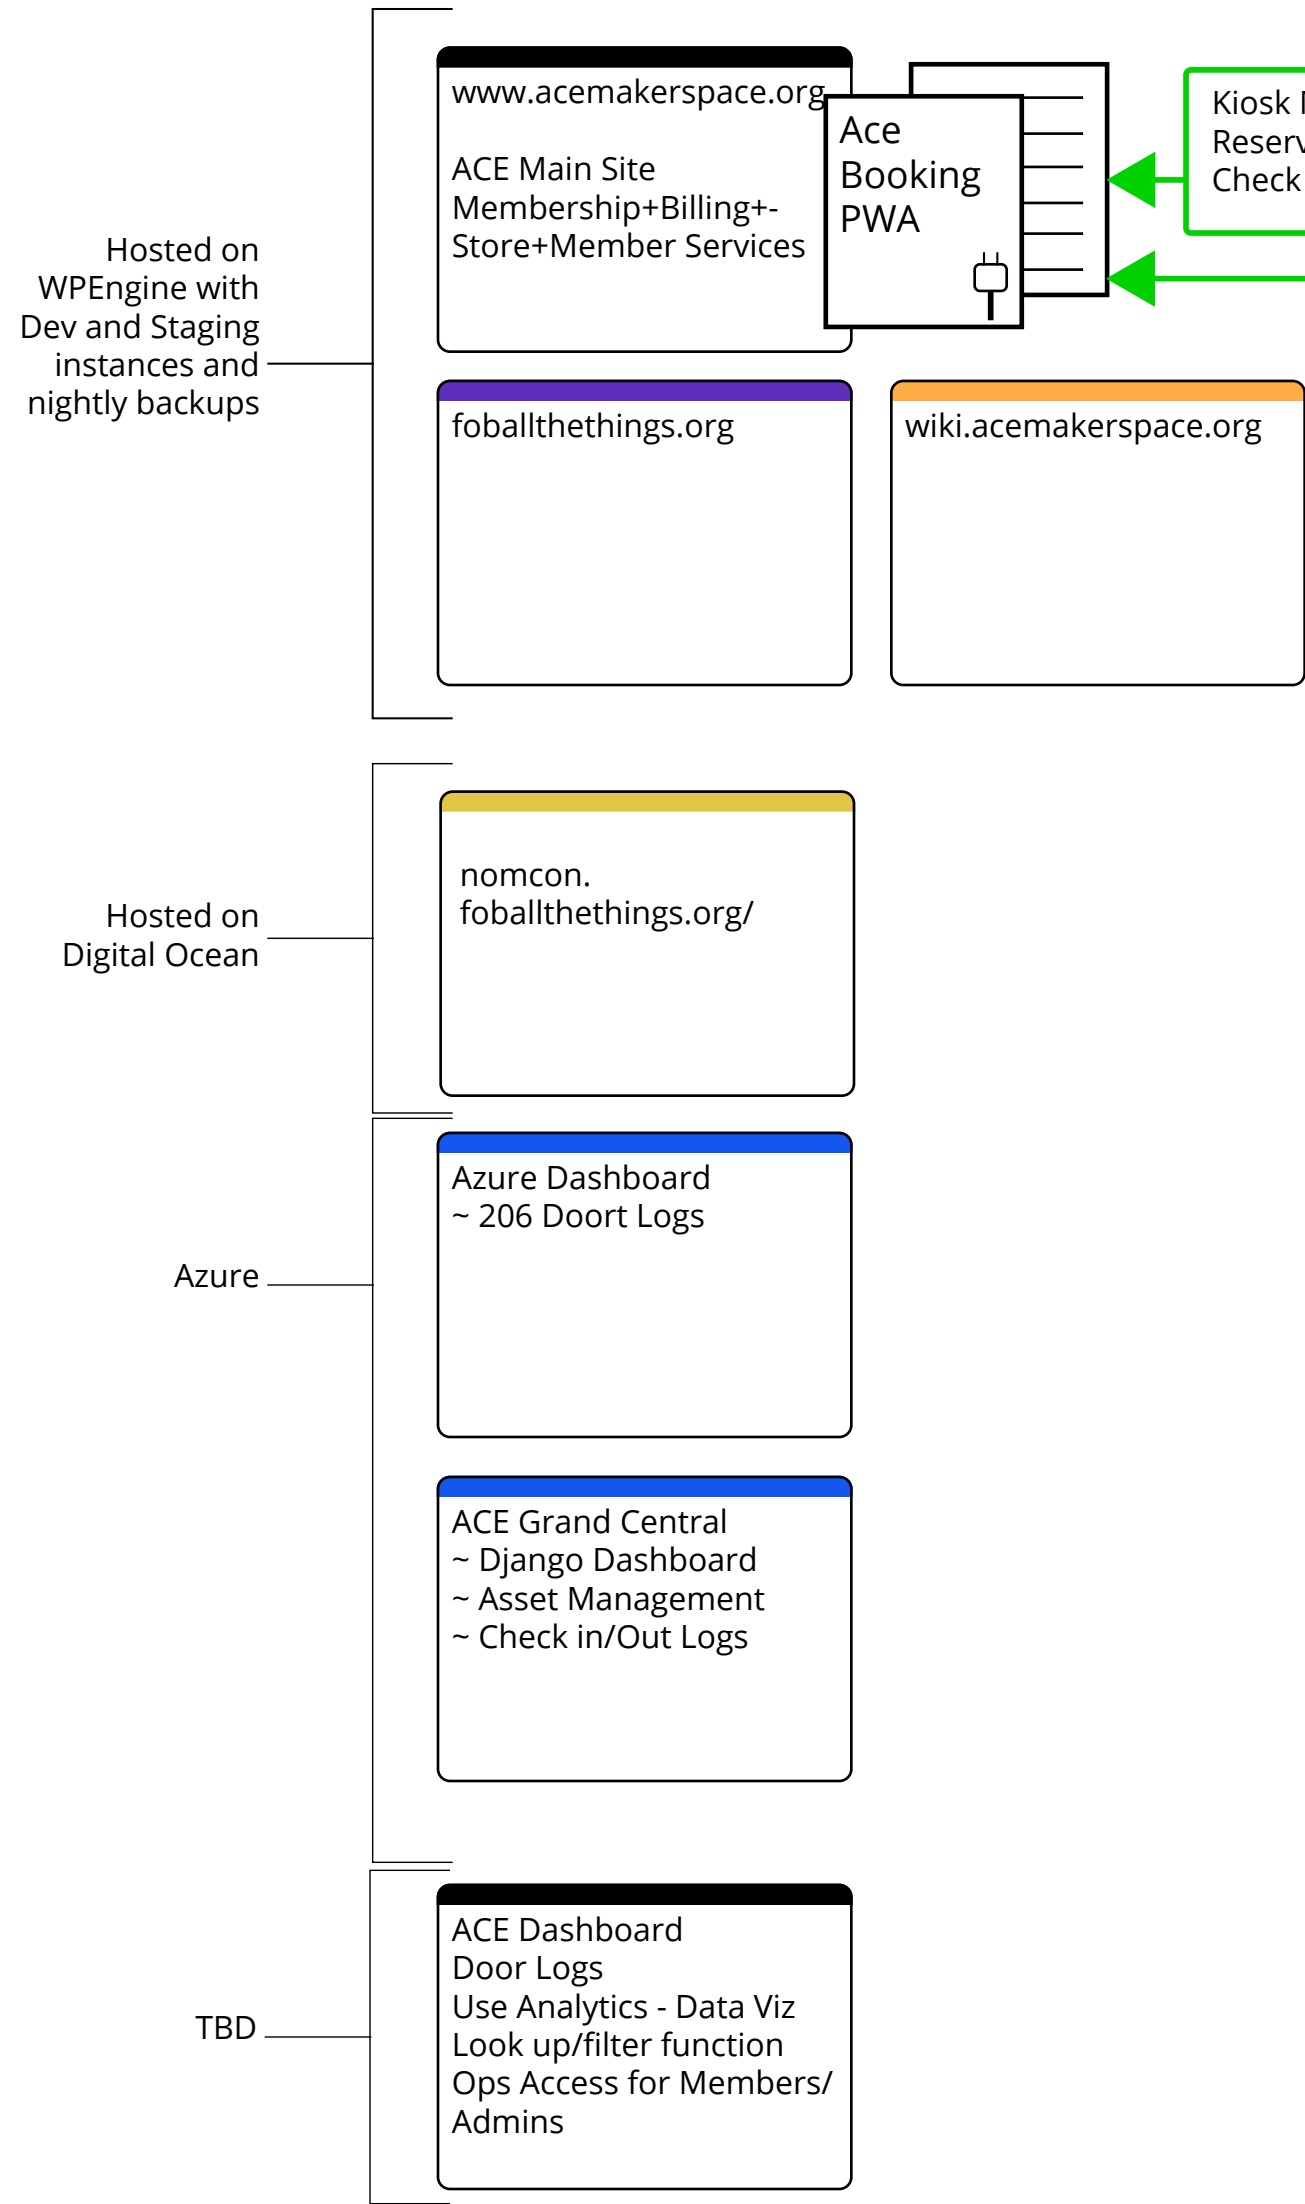 Hosted on
WPEngine with
Dev and Staging
instances and
nightly backups
www.acemakerspace.org
ACE Main Site
Membership+Billing+-
Store+Member Services
Ace
Booking
PWA
Kiosk
Check
foballthethings.org
wiki.acemakerspace.org
Hosted on
Digital Ocean
nomcon.
foballthethings.org/
Azure
Azure Dashboard
~ 206 Doort Logs
ACE Grand Central
~ Django Dashboard
~ Asset Management
~ Check in/Out Logs
TBD
ACE Dashboard
Door Logs
Use Analytics - Data Viz
Look up/filter function
Ops Access for Members/
Admins